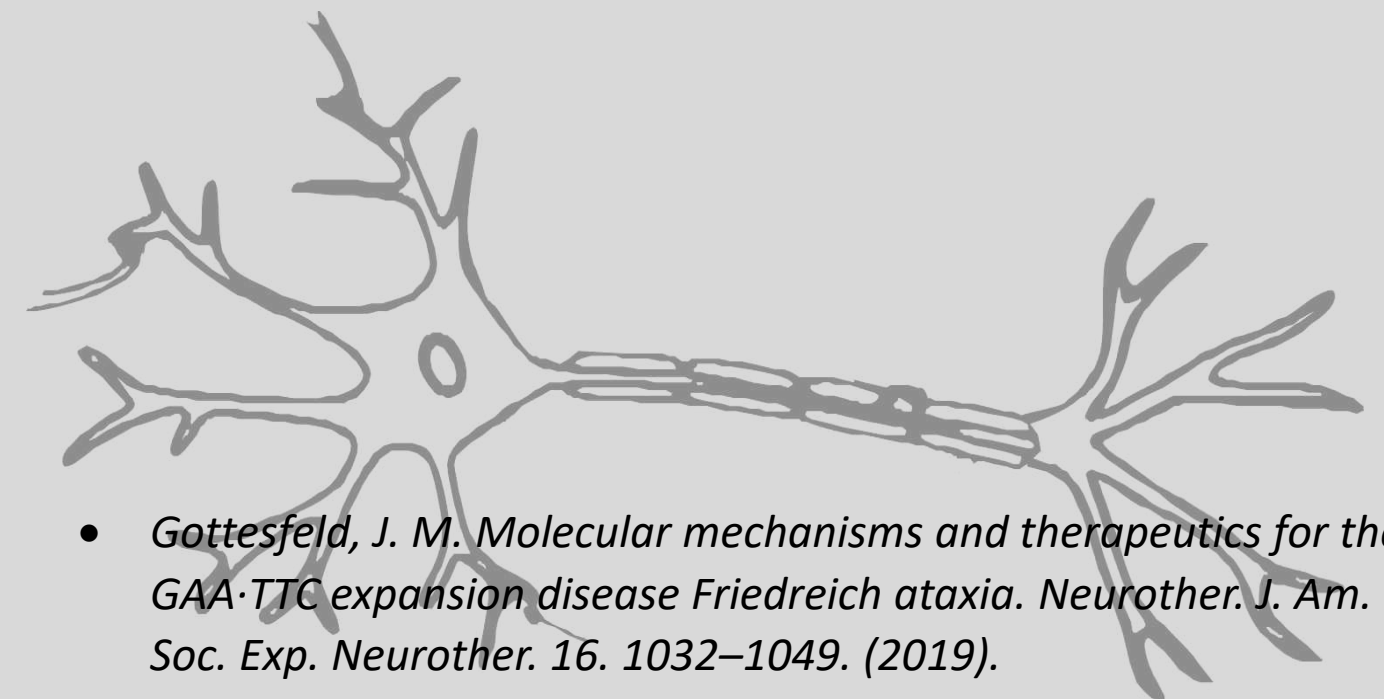 • Gottesfeld, J. M. Molecular mechanisms and therapeutics for the
GAA·TTC expansion disease Friedreich ataxia. Neurother. J. Am.
Soc. Exp. Neurother. 16. 1032–1049. (2019).